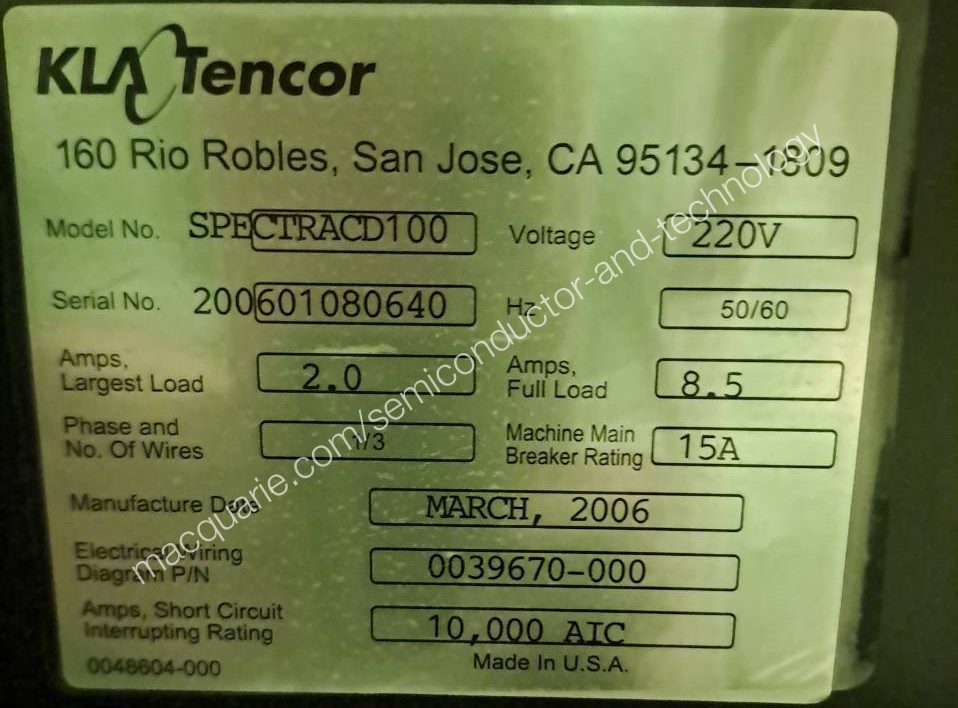 KLA Tencor
160 Rio Robles, San Jose, CA 95134-1809
Model No. SPECTRACD100 Voltage 220V
Serial No. 200601080640 Hz 50/60
Amps, Largest Load 2.0 Amps, Full Load 8.5
Phase and No. Of Wires 1/3 Machine Main Breaker Rating 15A
Manufacture Date MARCH, 2006
Electrical Wiring Diagram P/N 0039670-000
Amps, Short Circuit Interrupting Rating 10,000 AIC
0048604-000 Made In U.S.A.
macquarie.com/semiconductor-and-technology